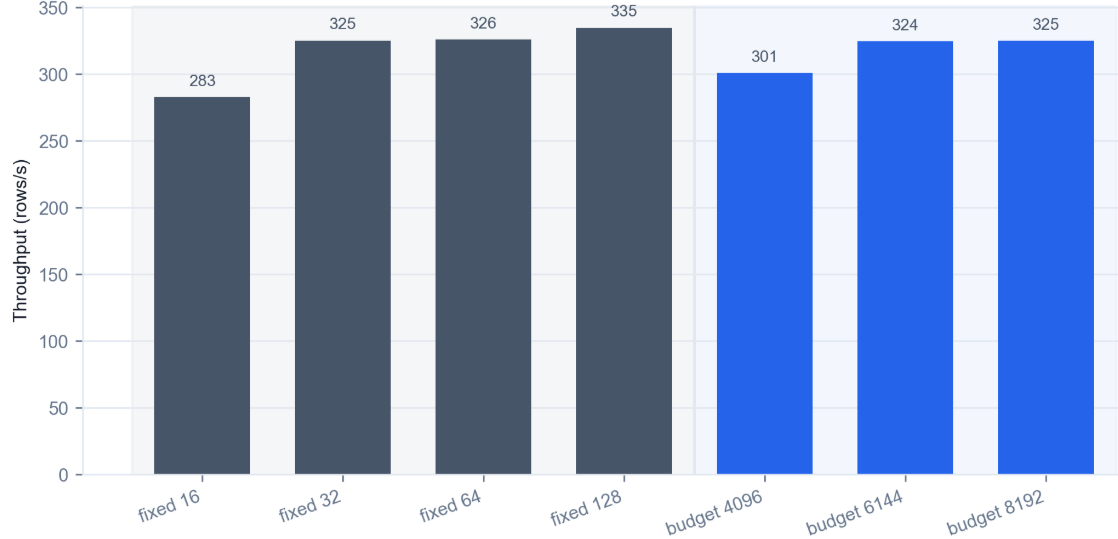 Throughput (rows/s)
350
300
250
200
150
100
50
0
283
325
326
335
301
324
325
fixed 16
fixed 32
fixed 64
fixed 128
budget 4096
budget 6144
budget 8192